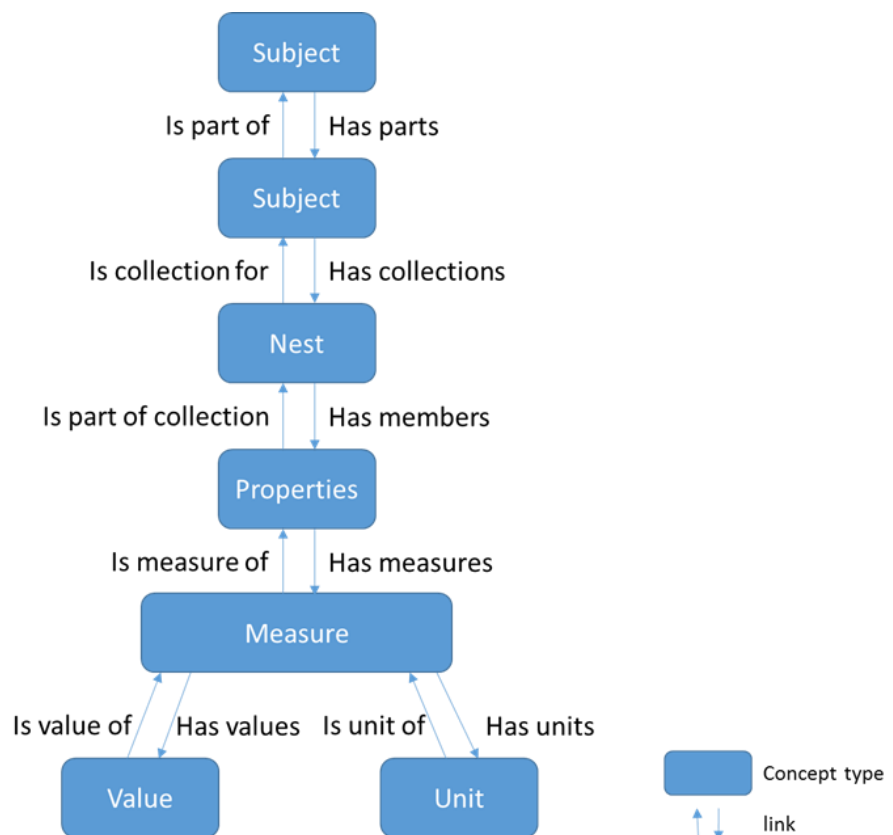 Subject
Is part of
Has parts
Subject
Is collection for
Has collections
Nest
Is part of collection
Has members
Properties
Is measure of
Has measures
Measure
Is value of
Has values
Is unit of
Has units
Value
Unit
Concept type
link